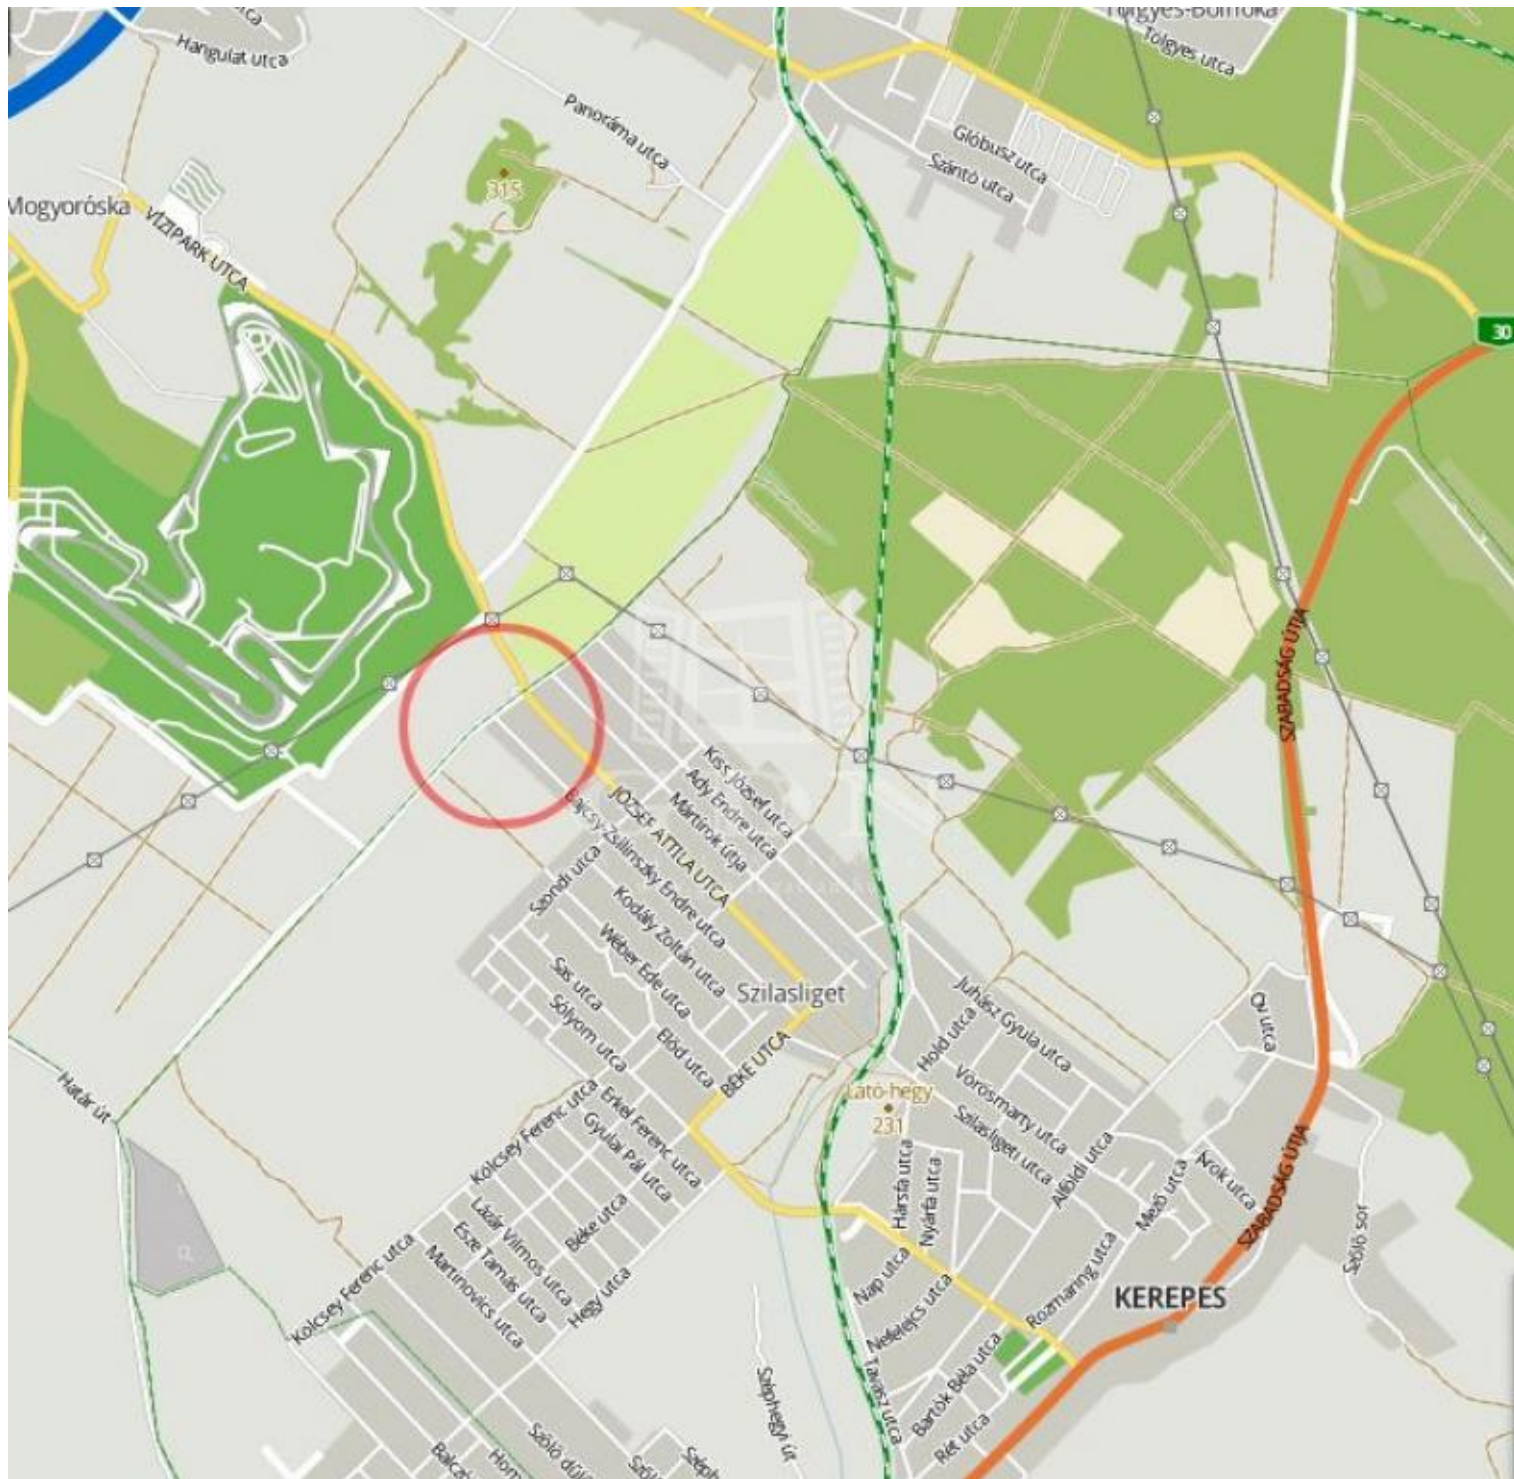 Hangulat utca
Panoráma utca
Tölgyes utca
Glóbusz utca
Szántó utca
315
Mogyoróska
VÍZIPARK UTCA
30
SZABADSÁG ÚTJA
Kiss József utca
Ady Endre utca
Mártírok útja
JÓZSEF ATTILA UTCA
Bajcsy-Zsilinszky Endre utca
Szondi utca
Kodály Zoltán utca
Wéber Ede utca
Sas utca
Sólyom utca
Előd utca
Szilasliget
BÉKE UTCA
Juhász Gyula utca
Hold utca
Új utca
Vörösmarty utca
Szilasligeti utca
Látó-hegy
231
Határ út
Kölcsey Ferenc utca
Erkel Ferenc utca
Gyulai Pál utca
Béke utca
Lázár Vilmos utca
Esze Tamás utca
Martinovics utca
Hegy utca
Kölcsey Ferenc utca
Hársfa utca
Nyárfa utca
Alföldi utca
Mező utca
Árok utca
SZABADSÁG ÚTJA
Szőlő sor
Nap utca
Nefelejcs utca
Rozmaring utca
KEREPES
Bartók Béla utca
Rét utca
Tavasz utca
Széphegyi út
Szőlő dűlő